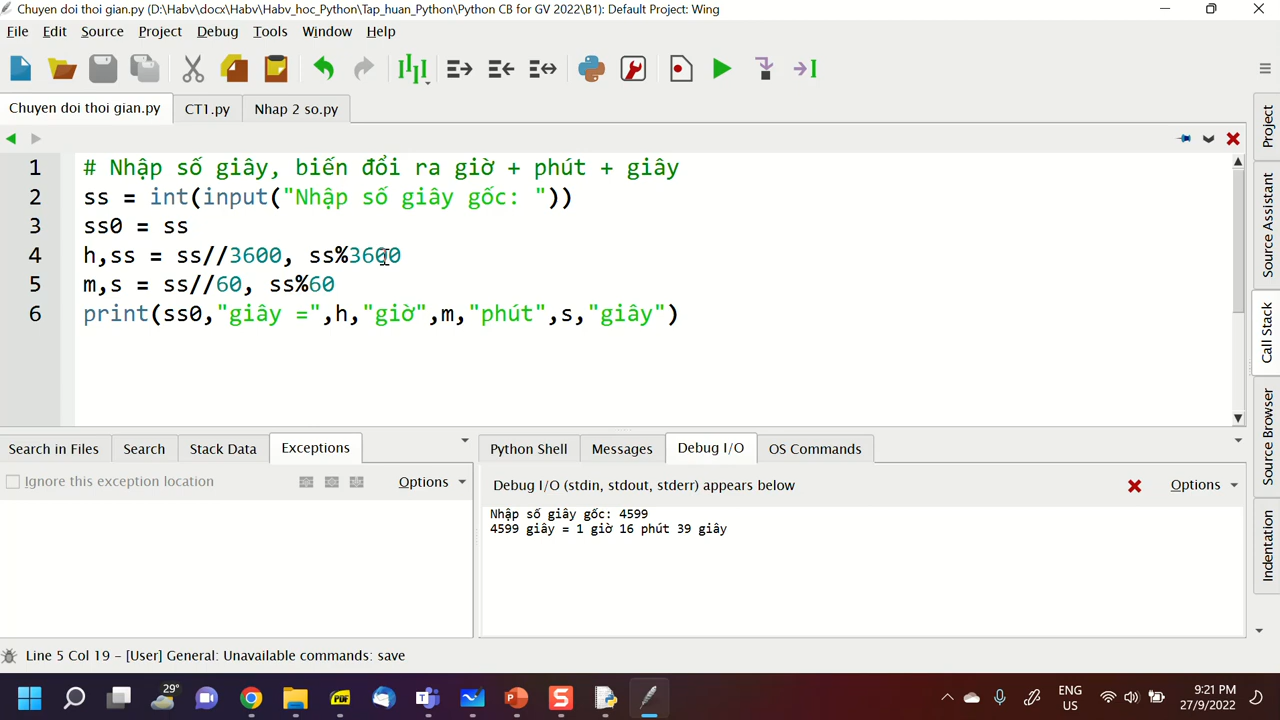 Chuyen doi thoi gian.py (D:\Habv\docx\Habv\Habv_hoc_Python\Tap_huan_Python\Python CB for GV 2022\B1): Default Project: Wing
File Edit Source Project Debug Tools Window Help
Chuyen doi thoi gian.py CT1.py Nhap 2 so.py
1 # Nhập số giây, biến đổi ra giờ + phút + giây
2 ss = int(input("Nhập số giây gốc: "))
3 ss0 = ss
4 h,ss = ss//3600, ss%3600
5 m,s = ss//60, ss%60
6 print(ss0,"giây =",h,"giờ",m,"phút",s,"giây")
Project
Source Assistant
Call Stack
Source Browser
Indentation
Search in Files Search Stack Data Exceptions
Ignore this exception location Options
Python Shell Messages Debug I/O OS Commands
Debug I/O (stdin, stdout, stderr) appears below Options
Nhập số giây gốc: 4599
4599 giây = 1 giờ 16 phút 39 giây
Line 5 Col 19 – [User] General: Unavailable commands: save
29°
PDF
S
ENG
US
9:21 PM
27/9/2022